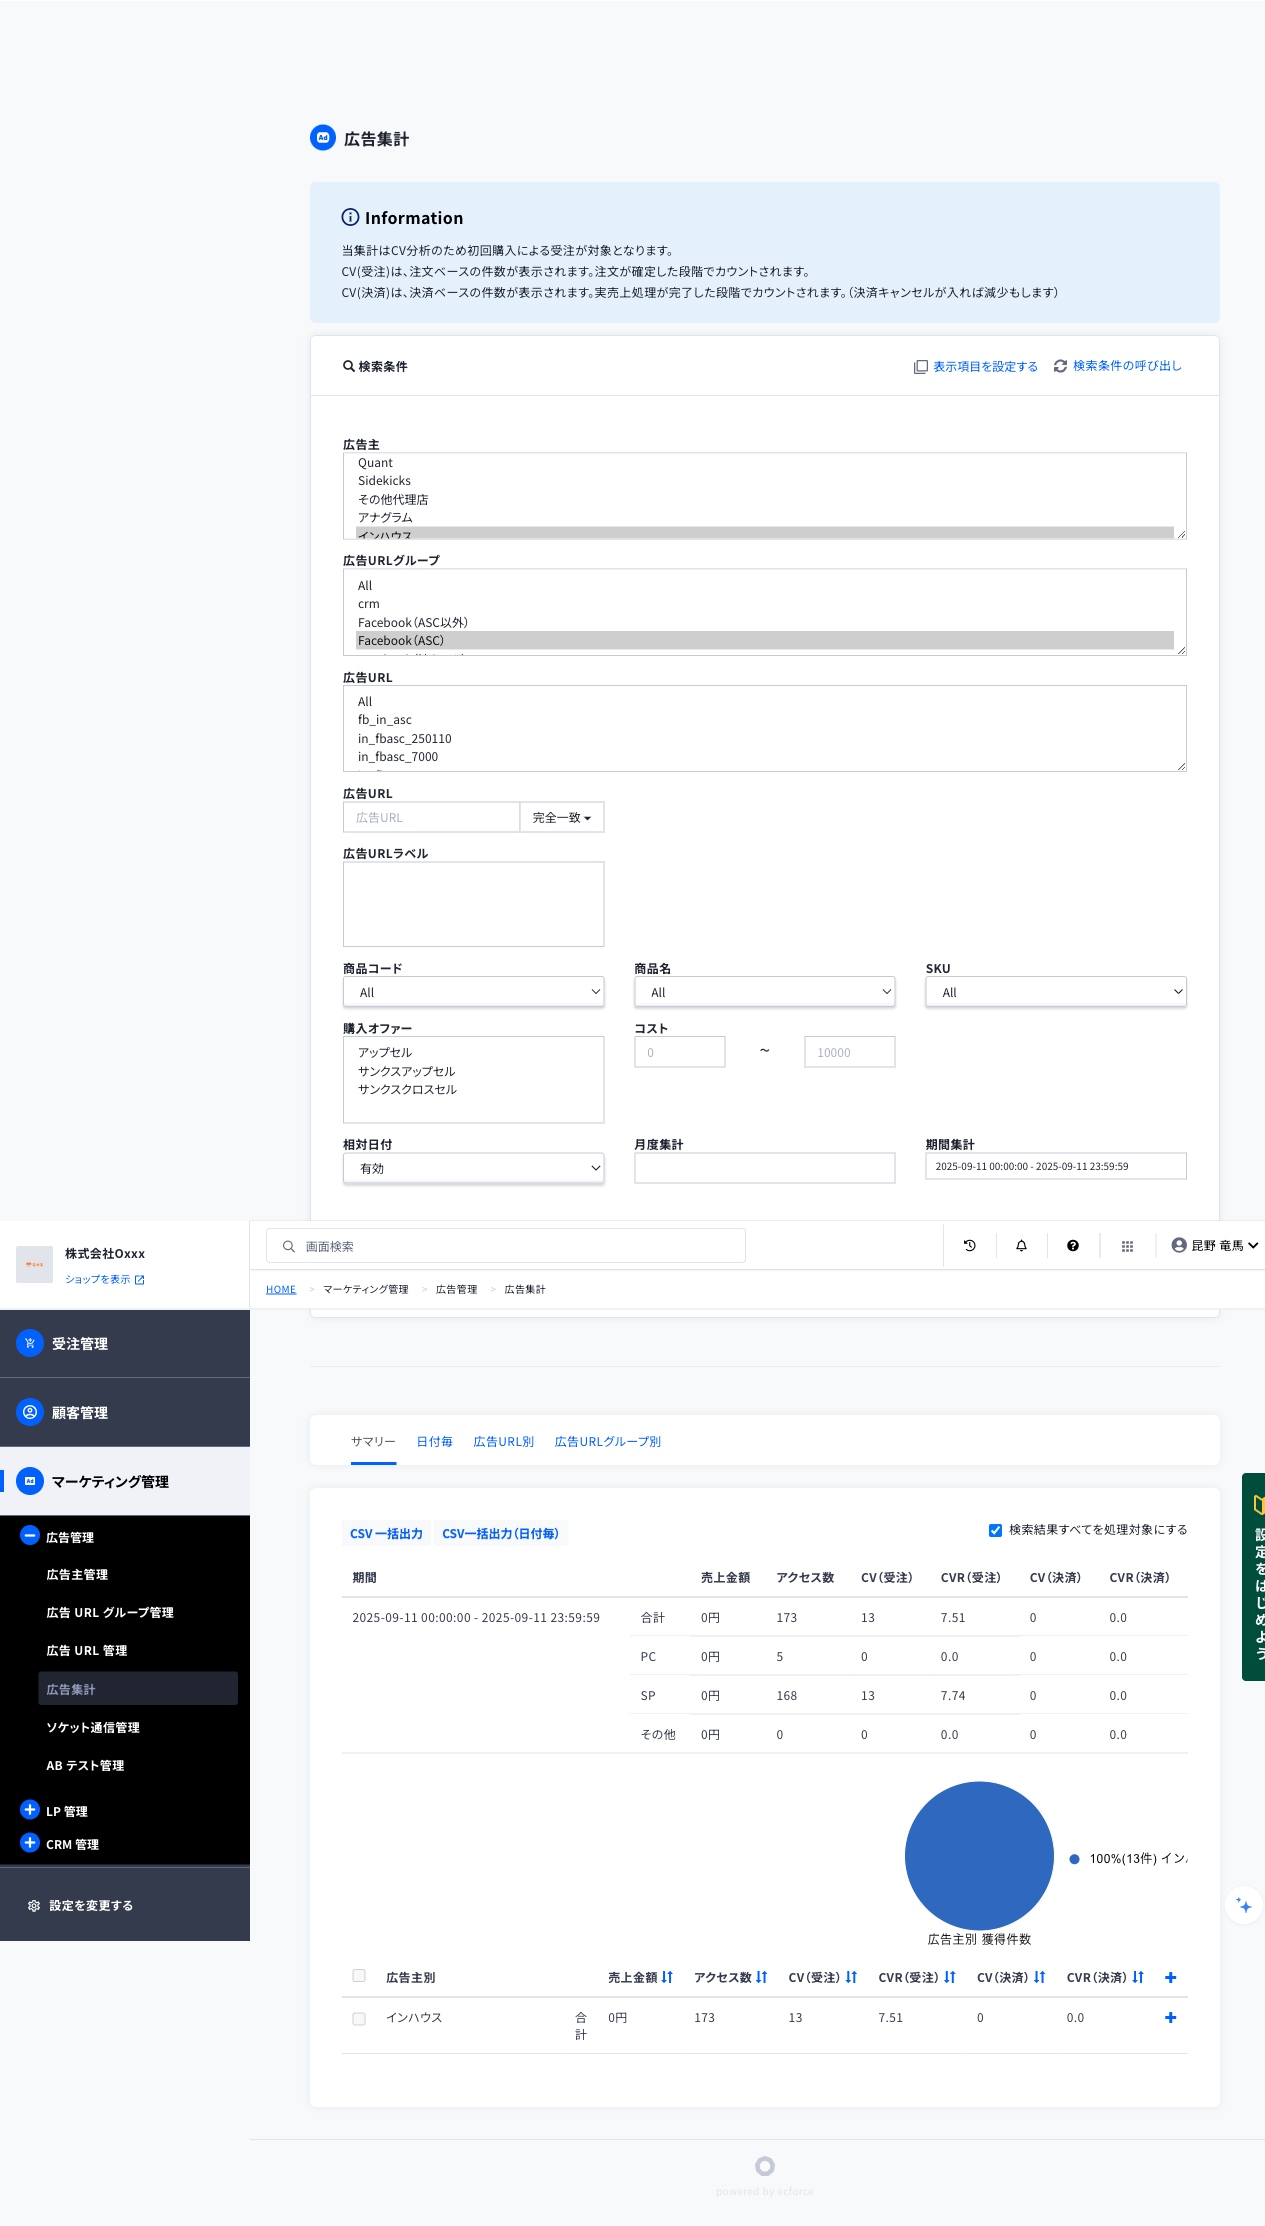 広告集計
Information
当集計はCV分析のため初回購入による受注が対象となります。
CV(受注)は、注文ベースの件数が表示されます。注文が確定した段階でカウントされます。
CV(決済)は、決済ベースの件数が表示されます。実売上処理が完了した段階でカウントされます。（決済キャンセルが入れば減少もします）
検索条件
表示項目を設定する
検索条件の呼び出し
広告主
Quant
Sidekicks
その他代理店
アナグラム
インハウス
広告URLグループ
All
crm
Facebook（ASC以外）
Facebook（ASC）
広告URL
All
fb_in_asc
in_fbasc_250110
in_fbasc_7000
広告URL
広告URL 完全一致
広告URLラベル
商品コード 商品名 SKU
All All All
購入オファー コスト
アップセル
サンクスアップセル
サンクスクロスセル
0 ～ 10000
相対日付 月度集計 期間集計
有効 2025-09-11 00:00:00 - 2025-09-11 23:59:59
株式会社Oxxx
ショップを表示
画面検索
昆野 竜馬
HOME > マーケティング管理 > 広告管理 > 広告集計
受注管理
顧客管理
マーケティング管理
広告管理
広告主管理
広告 URL グループ管理
広告 URL 管理
広告集計
ソケット通信管理
AB テスト管理
LP 管理
CRM 管理
設定を変更する
サマリー 日付毎 広告URL別 広告URLグループ別
CSV 一括出力 CSV一括出力（日付毎）
検索結果すべてを処理対象にする
期間 売上金額 アクセス数 CV（受注） CVR（受注） CV（決済） CVR（決済）
2025-09-11 00:00:00 - 2025-09-11 23:59:59 合計 0円 173 13 7.51 0 0.0
PC 0円 5 0 0.0 0 0.0
SP 0円 168 13 7.74 0 0.0
その他 0円 0 0 0.0 0 0.0
100%(13件) イン
広告主別 獲得件数
広告主別 売上金額 アクセス数 CV（受注） CVR（受注） CV（決済） CVR（決済）
インハウス 合計 0円 173 13 7.51 0 0.0
設定をはじめよう
powered by ecforce